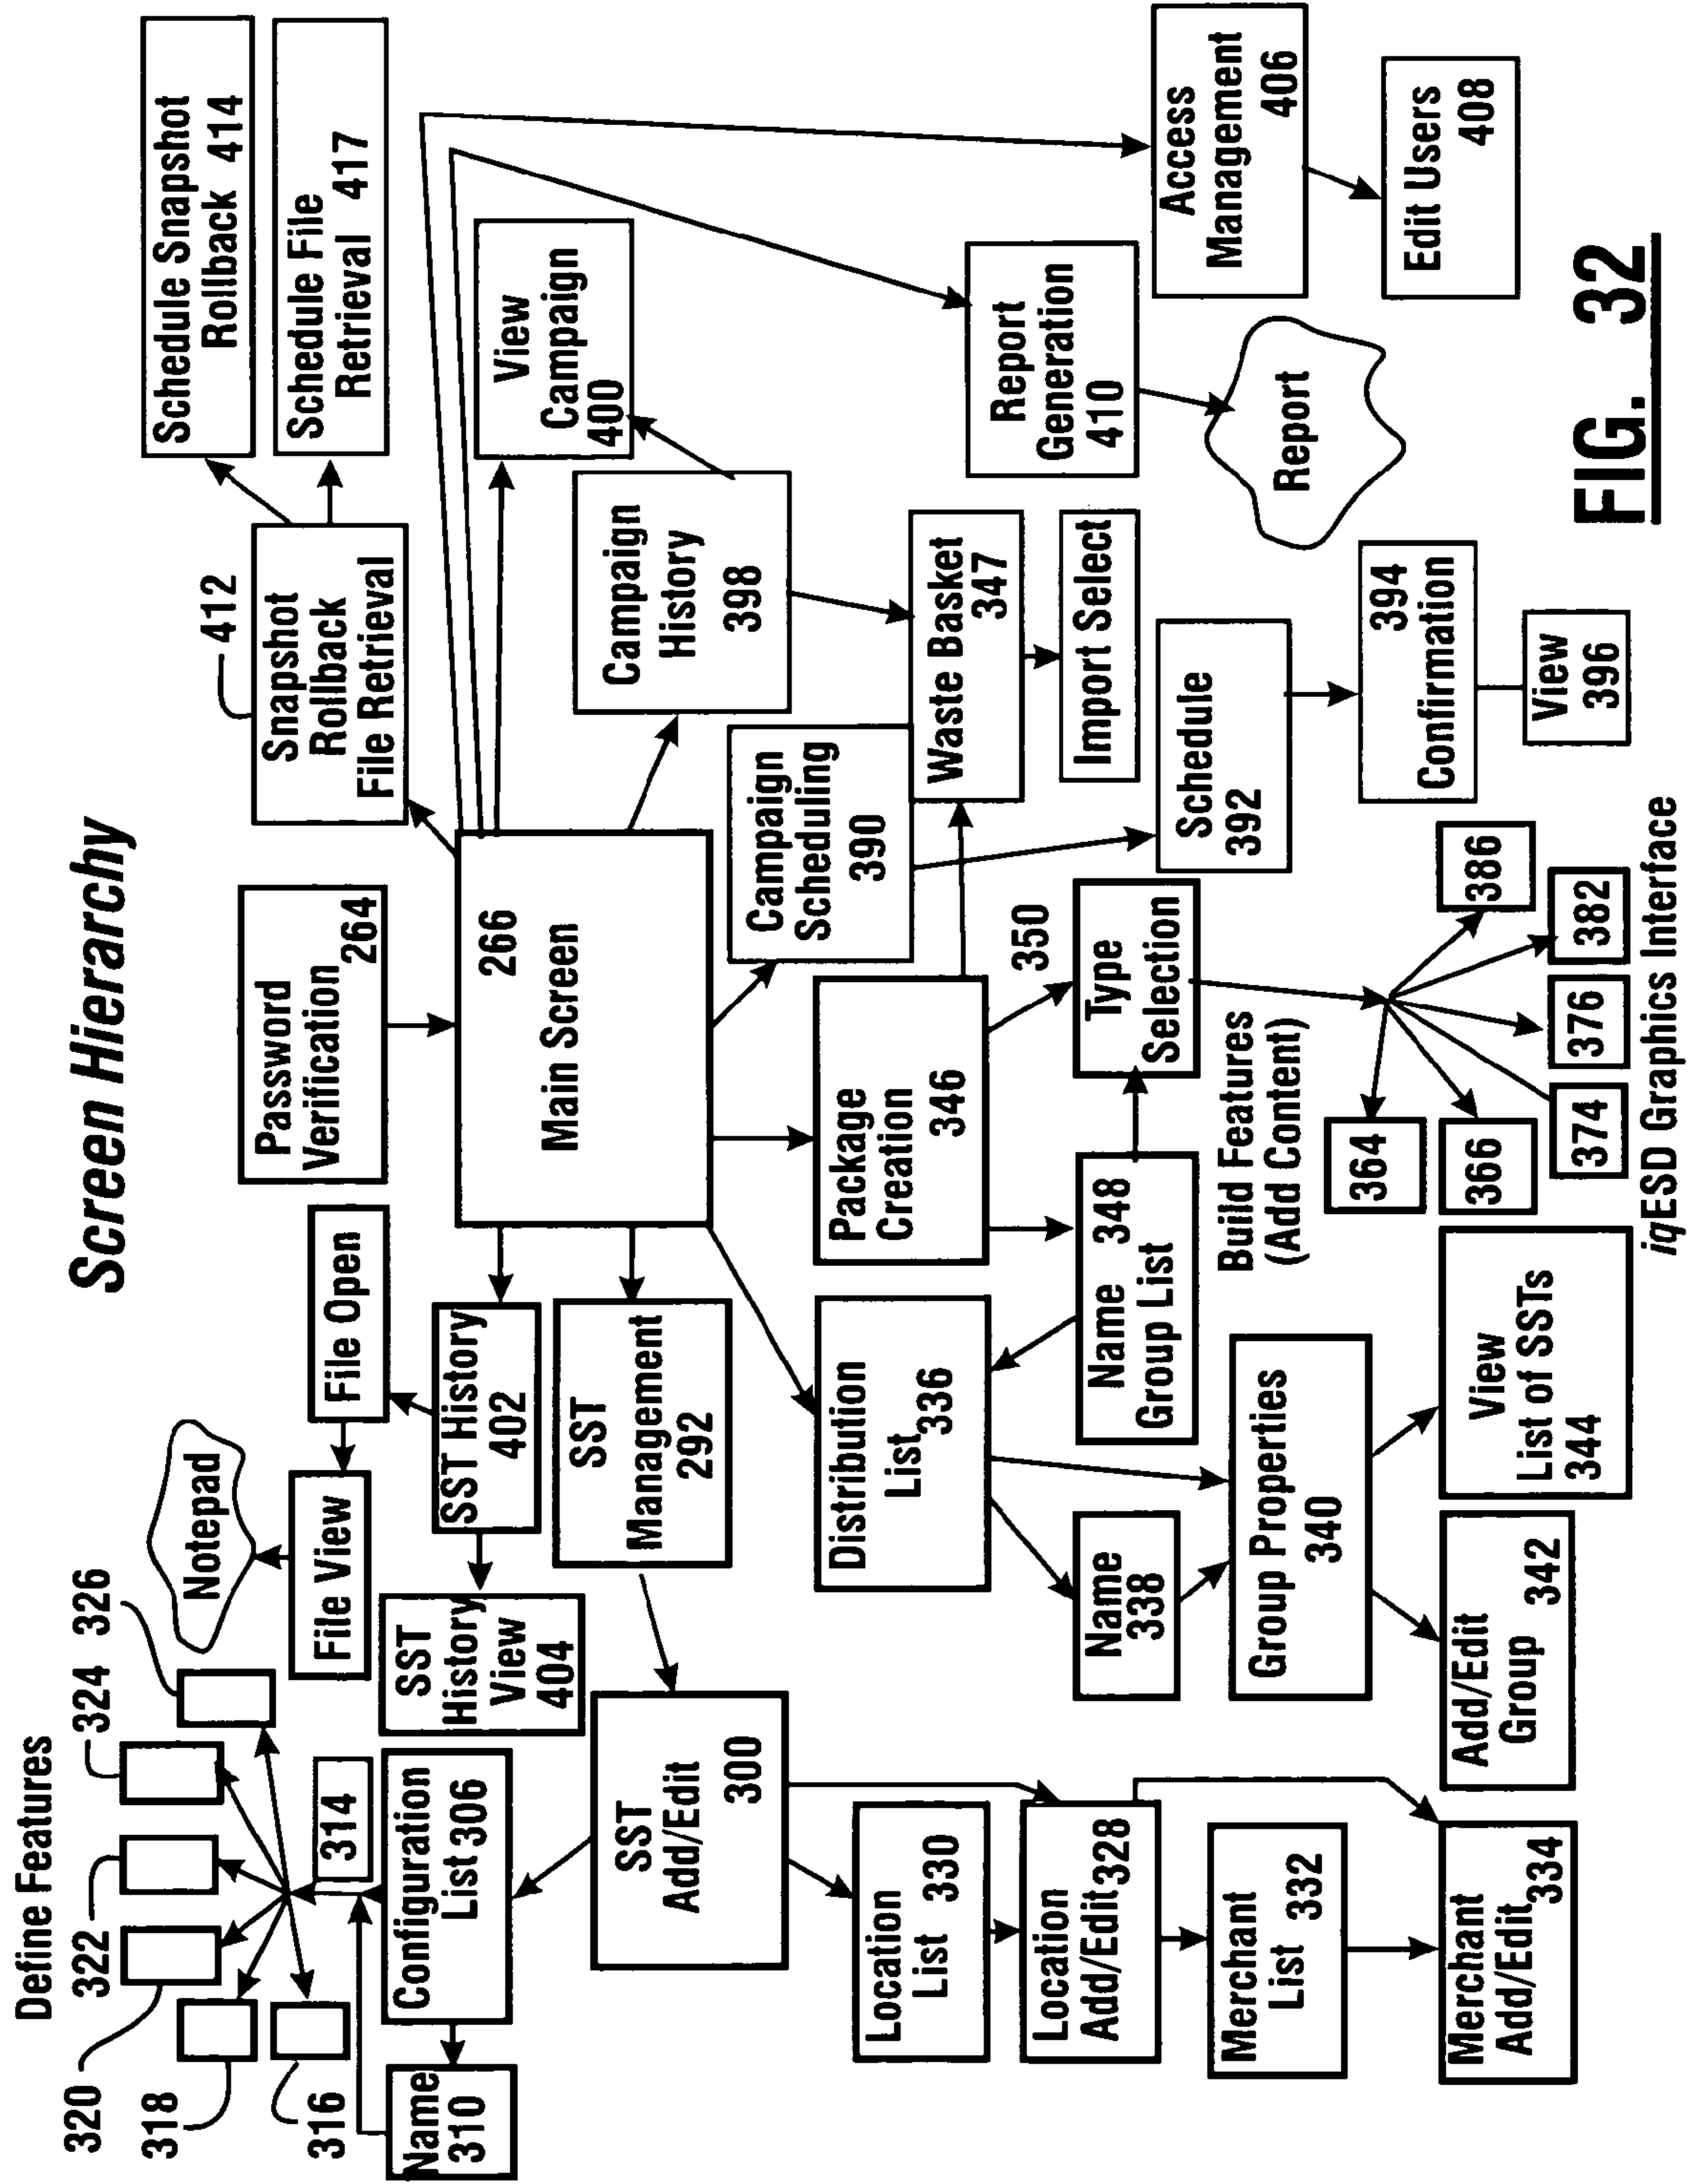 Screen Hierarchy
Define Features
320
322
324
326
318
316
314
Notepad
File View
File Open
Password
Verification
264
412
Snapshot
Rollback
File Retrieval
Schedule Snapshot
Rollback 414
Schedule File
Retrieval 417
Name
310
Configuration
List 306
SST
History
View
404
SST History
402
SST
Management
292
266
Main Screen
View
Campaign
400
Campaign
History
398
SST
Add/Edit
300
Campaign
Scheduling
390
Location
List 330
Distribution
List 336
Package
Creation
346
Waste Basket
347
Report
Generation
410
Access
Management
406
Location
Add/Edit 328
Name
338
Name 348
Group List
350
Type
Selection
Import Select
Schedule
392
Merchant
List 332
Group Properties
340
Build Features
(Add Content)
Report
Edit Users
408
364
366
374
376
382
386
394
Confirmation
View
396
Merchant
Add/Edit 334
Add/Edit
Group 342
View
List of SSTs
344
iqESD Graphics Interface
FIG. 32